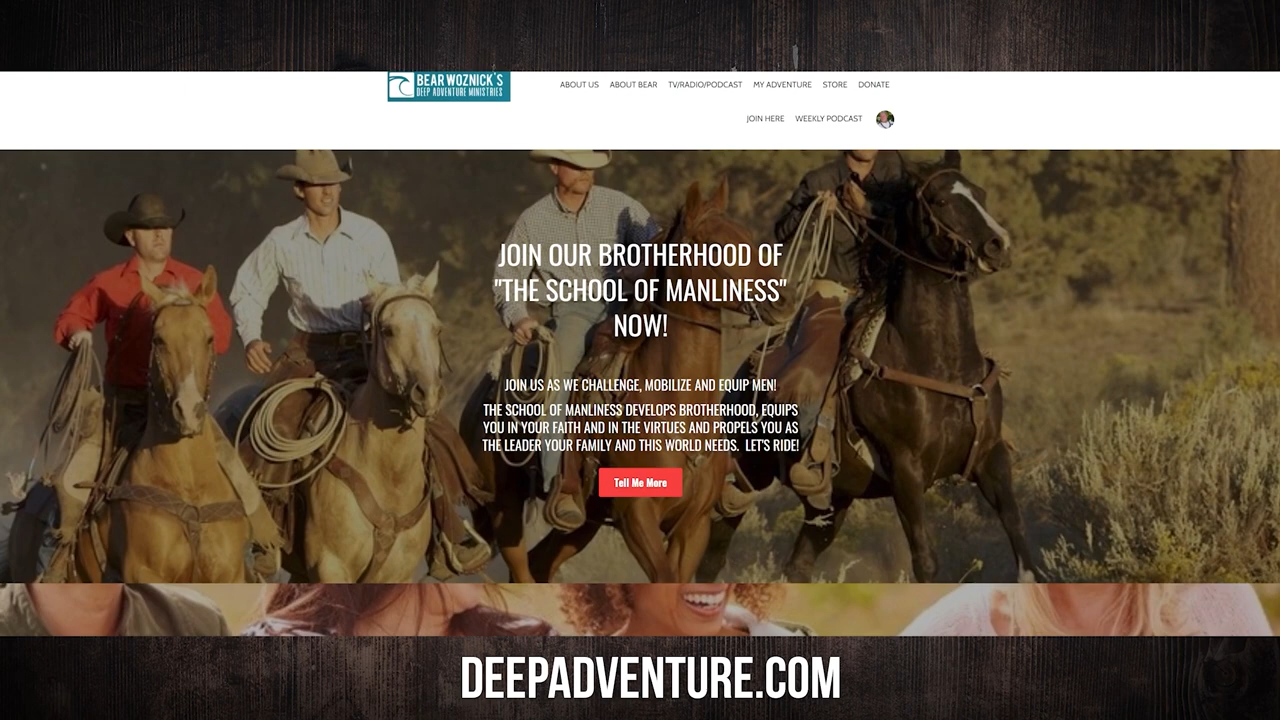 BEAR WOZNICK'S
DEEP ADVENTURE MINISTRIES
ABOUT US ABOUT BEAR TV/RADIO/PODCAST MY ADVENTURE STORE DONATE
JOIN HERE WEEKLY PODCAST
JOIN OUR BROTHERHOOD OF
"THE SCHOOL OF MANLINESS"
NOW!
JOIN US AS WE CHALLENGE, MOBILIZE AND EQUIP MEN!
THE SCHOOL OF MANLINESS DEVELOPS BROTHERHOOD, EQUIPS
YOU IN YOUR FAITH AND IN THE VIRTUES AND PROPELS YOU AS
THE LEADER YOUR FAMILY AND THIS WORLD NEEDS. LET'S RIDE!
Tell Me More
DEEPADVENTURE.COM